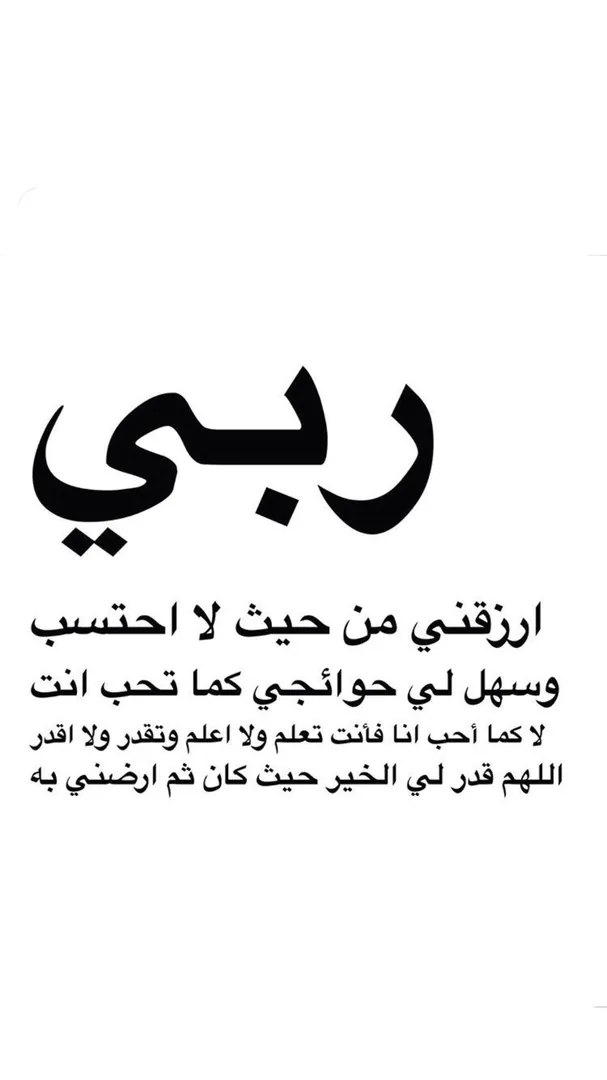 ربي
ارزقني من حيث لا احتسب
وسهل لي حوائجي كما تحب انت
لا كما أحب انا فأنت تعلم ولا اعلم وتقدر ولا اقدر
اللهم قدر لي الخير حيث كان ثم ارضني به